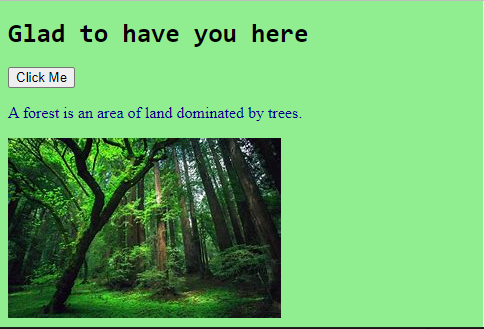 Glad to have you here
Click Me
A forest is an area of land dominated by trees.